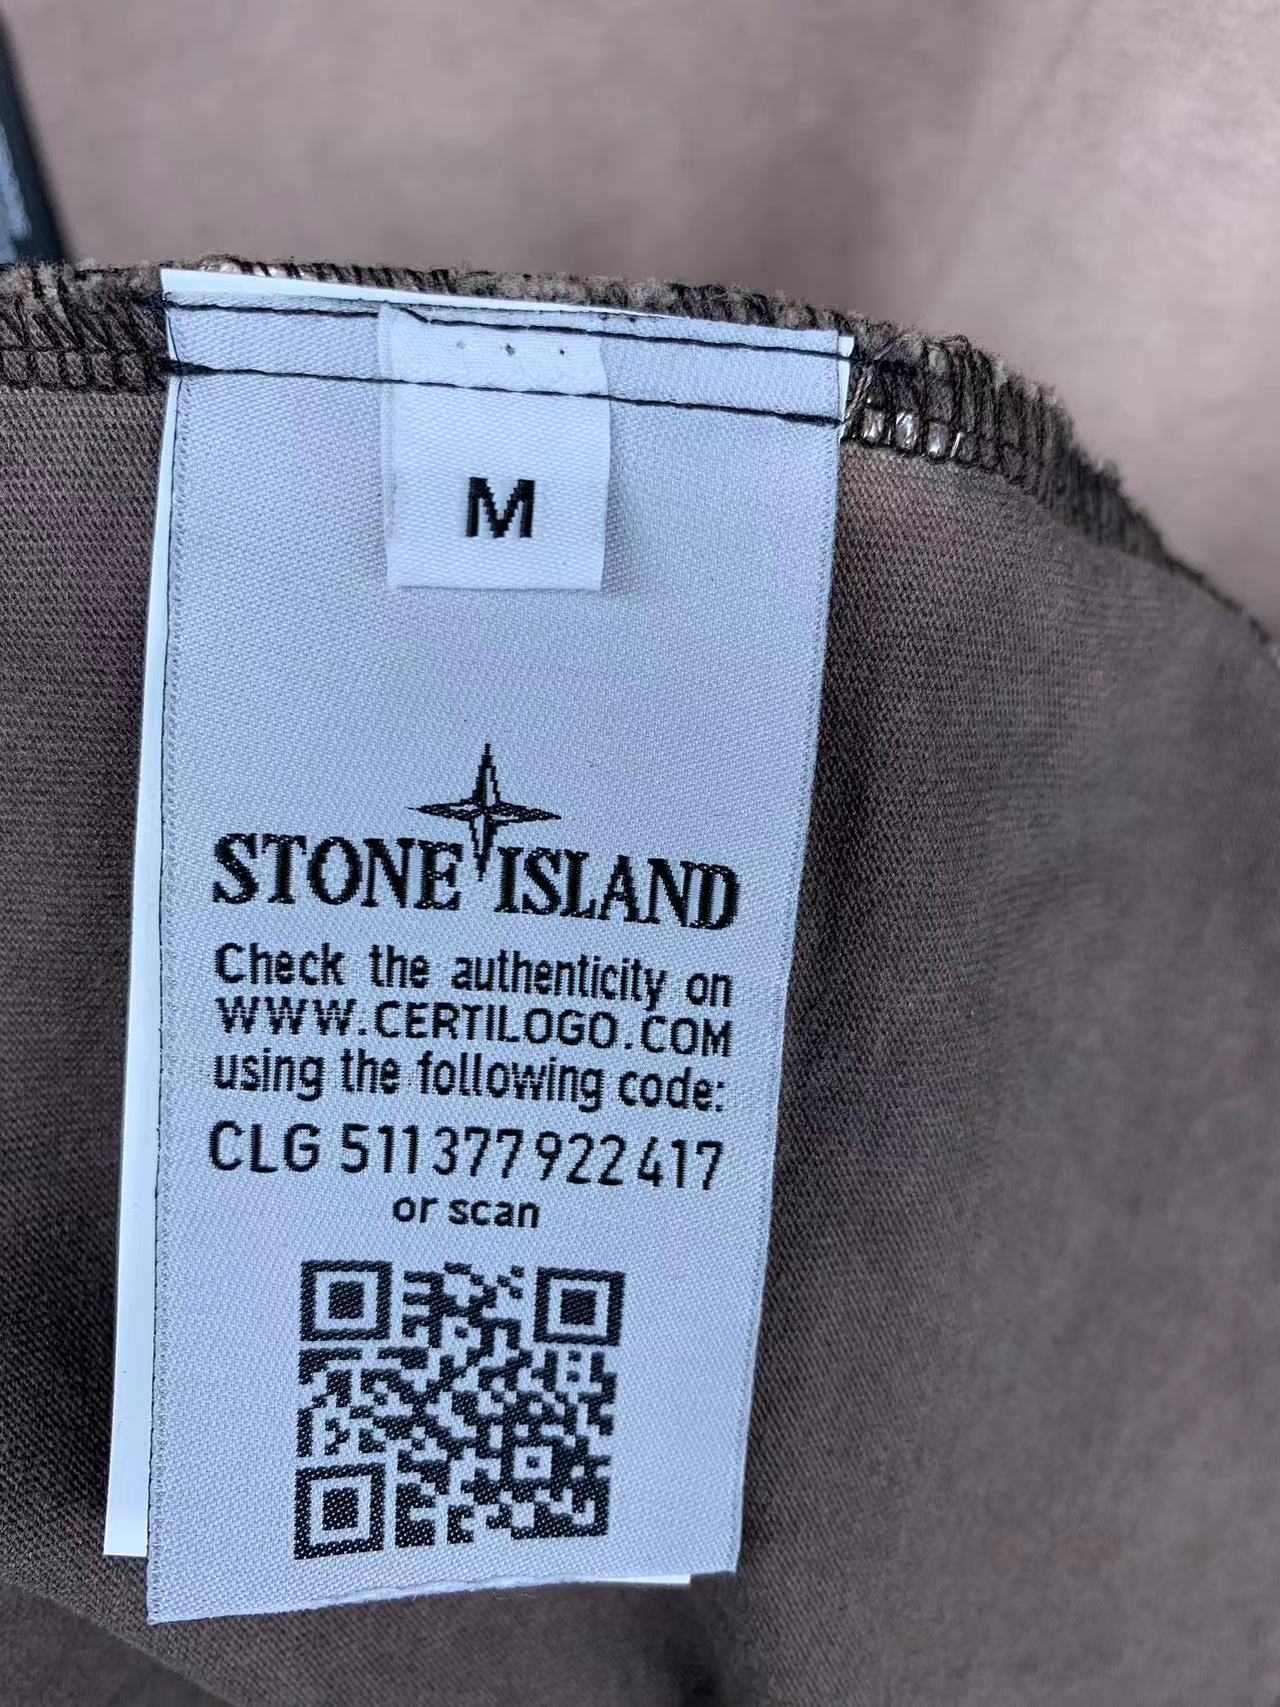 M
STONE ISLAND
Check the authenticity on
WWW.CERTILOGO.COM
using the following code:
CLG 511377922417
or scan